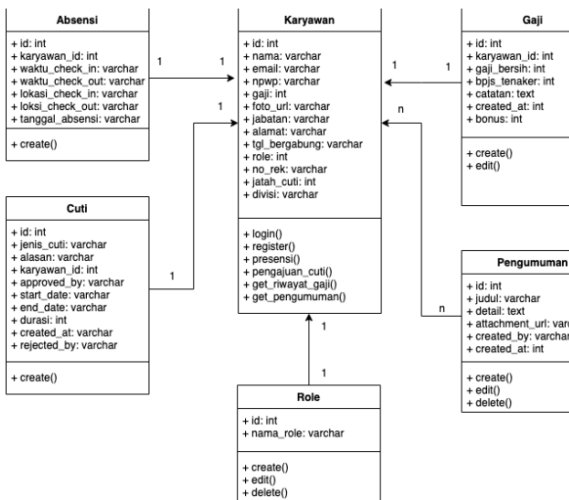 Absensi
+ id: int
+ karyawan_id: int
+ waktu_check_in: varchar
+ waktu_check_out: varchar
+ lokasi_check_in: varchar
+ loksi_check_out: varchar
+ tanggal_absensi: varchar
+ create()
1
1
Karyawan
+ id: int
+ nama: varchar
+ email: varchar
+ npwp: varchar
+ gaji: int
+ foto_url: varchar
+ jabatan: varchar
+ alamat: varchar
+ tgl_bergabung: varchar
+ role: int
+ no_rek: varchar
+ jatah_cuti: int
+ divisi: varchar
+ login()
+ register()
+ presensi()
+ pengajuan_cuti()
+ get_riwayat_gaji()
+ get_pengumuman()
1
1
Gaji
+ id: int
+ karyawan_id: int
+ gaji_bersih: int
+ bpjs_tenaker: int
+ catatan: text
+ created_at: int
+ bonus: int
+ create()
+ edit()
1
n
Cuti
+ id: int
+ jenis_cuti: varchar
+ alasan: varchar
+ karyawan_id: int
+ approved_by: varchar
+ start_date: varchar
+ end_date: varchar
+ durasi: int
+ created_at: varchar
+ rejected_by: varchar
+ create()
1
n
Pengumuman
+ id: int
+ judul: varchar
+ detail: text
+ attachment_url: varc
+ created_by: varchar
+ created_at: int
+ create()
+ edit()
+ delete()
1
1
Role
+ id: int
+ nama_role: varchar
+ create()
+ edit()
+ delete()